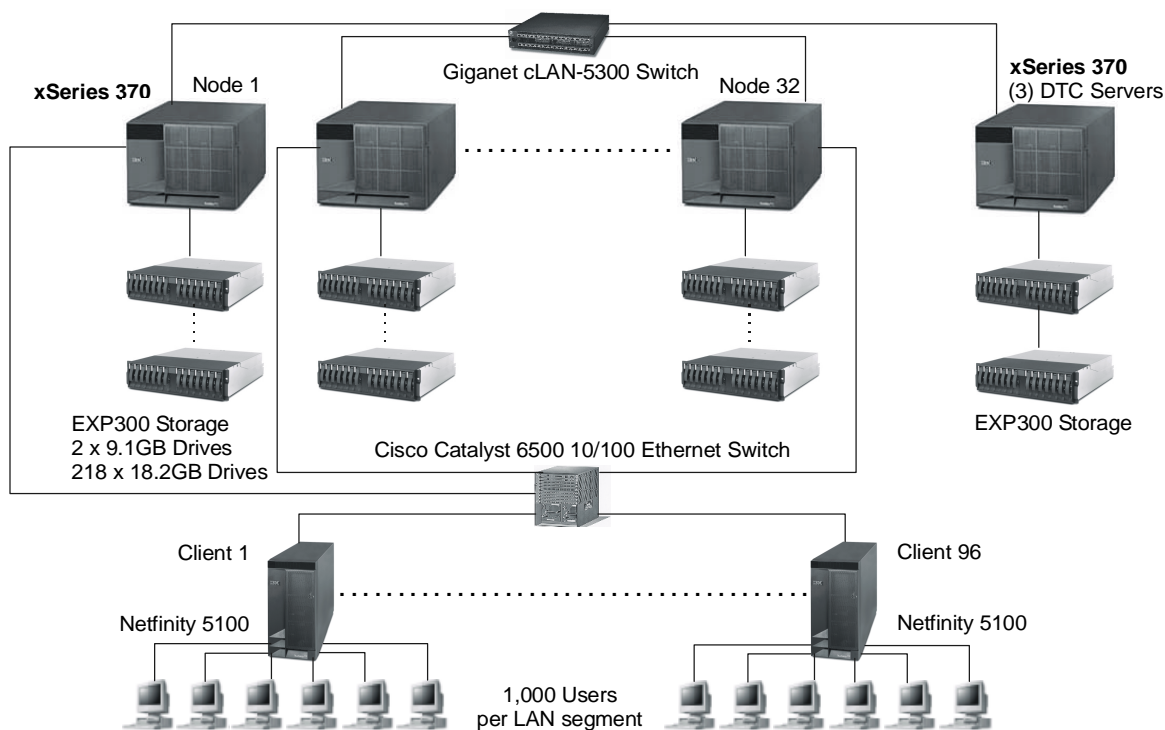 Giganet cLAN-5300 Switch
xSeries 370
Node 1
Node 32
xSeries 370
(3) DTC Servers
EXP300 Storage
2 x 9.1GB Drives
218 x 18.2GB Drives
EXP300 Storage
Cisco Catalyst 6500 10/100 Ethernet Switch
Client 1
Client 96
Netfinity 5100
Netfinity 5100
1,000 Users
per LAN segment